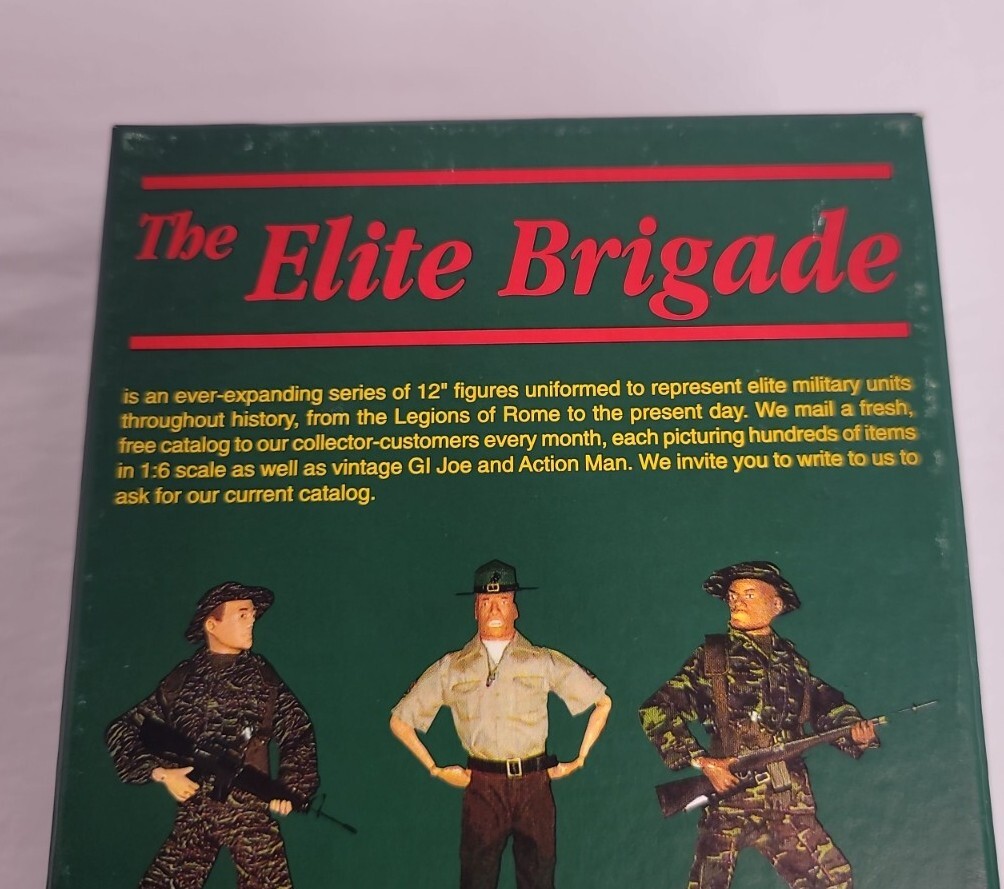 The Elite Brigade
is an ever-expanding series of 12" figures uniformed to represent elite military units
throughout history, from the Legions of Rome to the present day. We mail a fresh,
free catalog to our collector-customers every month, each picturing hundreds of items
in 1:6 scale as well as vintage GI Joe and Action Man. We invite you to write to us to
ask for our current catalog.